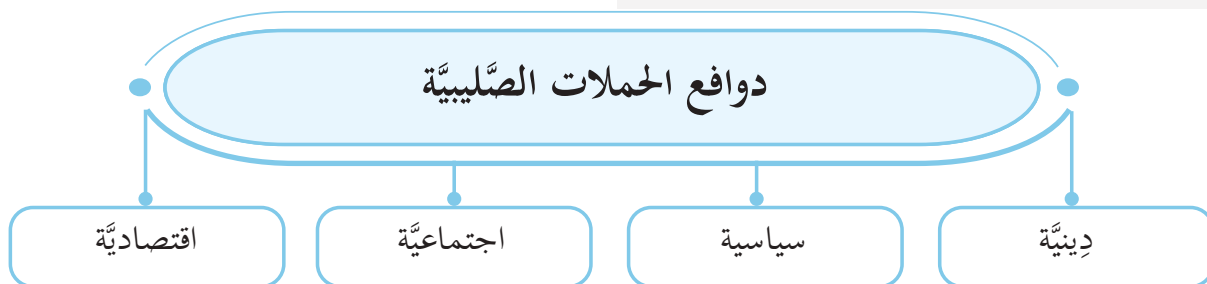 دوافع الحملات الصَّليبيَّة
دِينيَّة
سياسية
اجتماعيَّة
اقتصاديَّة